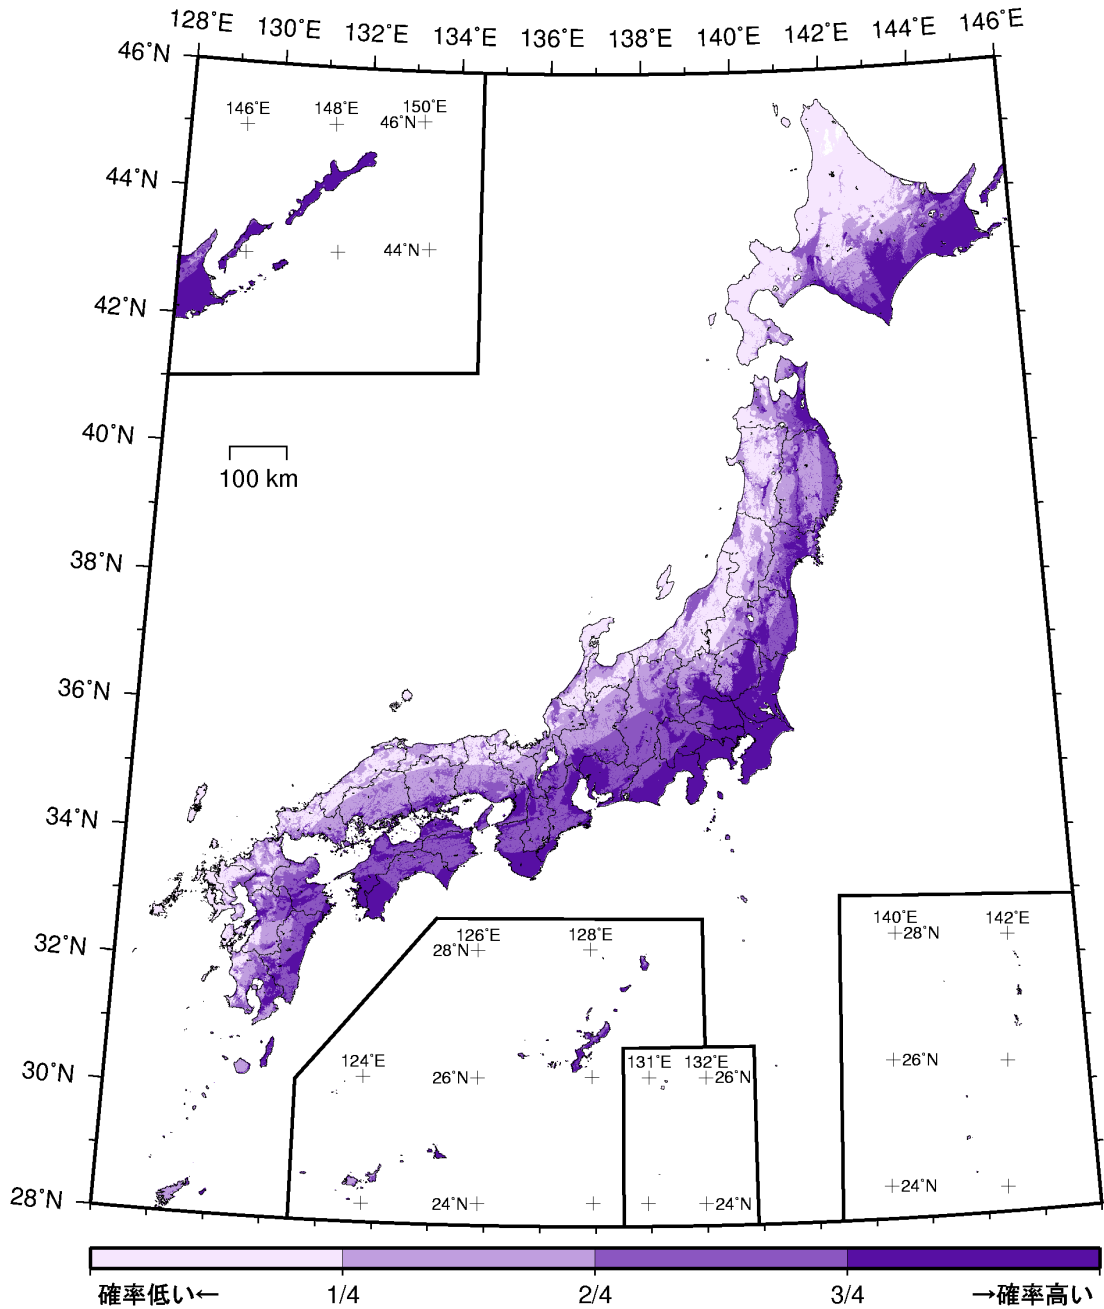 128°E 130°E 132°E 134°E 136°E 138°E 140°E 142°E 144°E 146°E
46°N
146°E 148°E 150°E
46°N
44°N
44°N
42°N
40°N
100 km
38°N
36°N
34°N
32°N
126°E 128°E
28°N
140°E 142°E
28°N
30°N
124°E
26°N
131°E 132°E
26°N
26°N
28°N
24°N
24°N
24°N
確率低い← 1/4 2/4 3/4 →確率高い